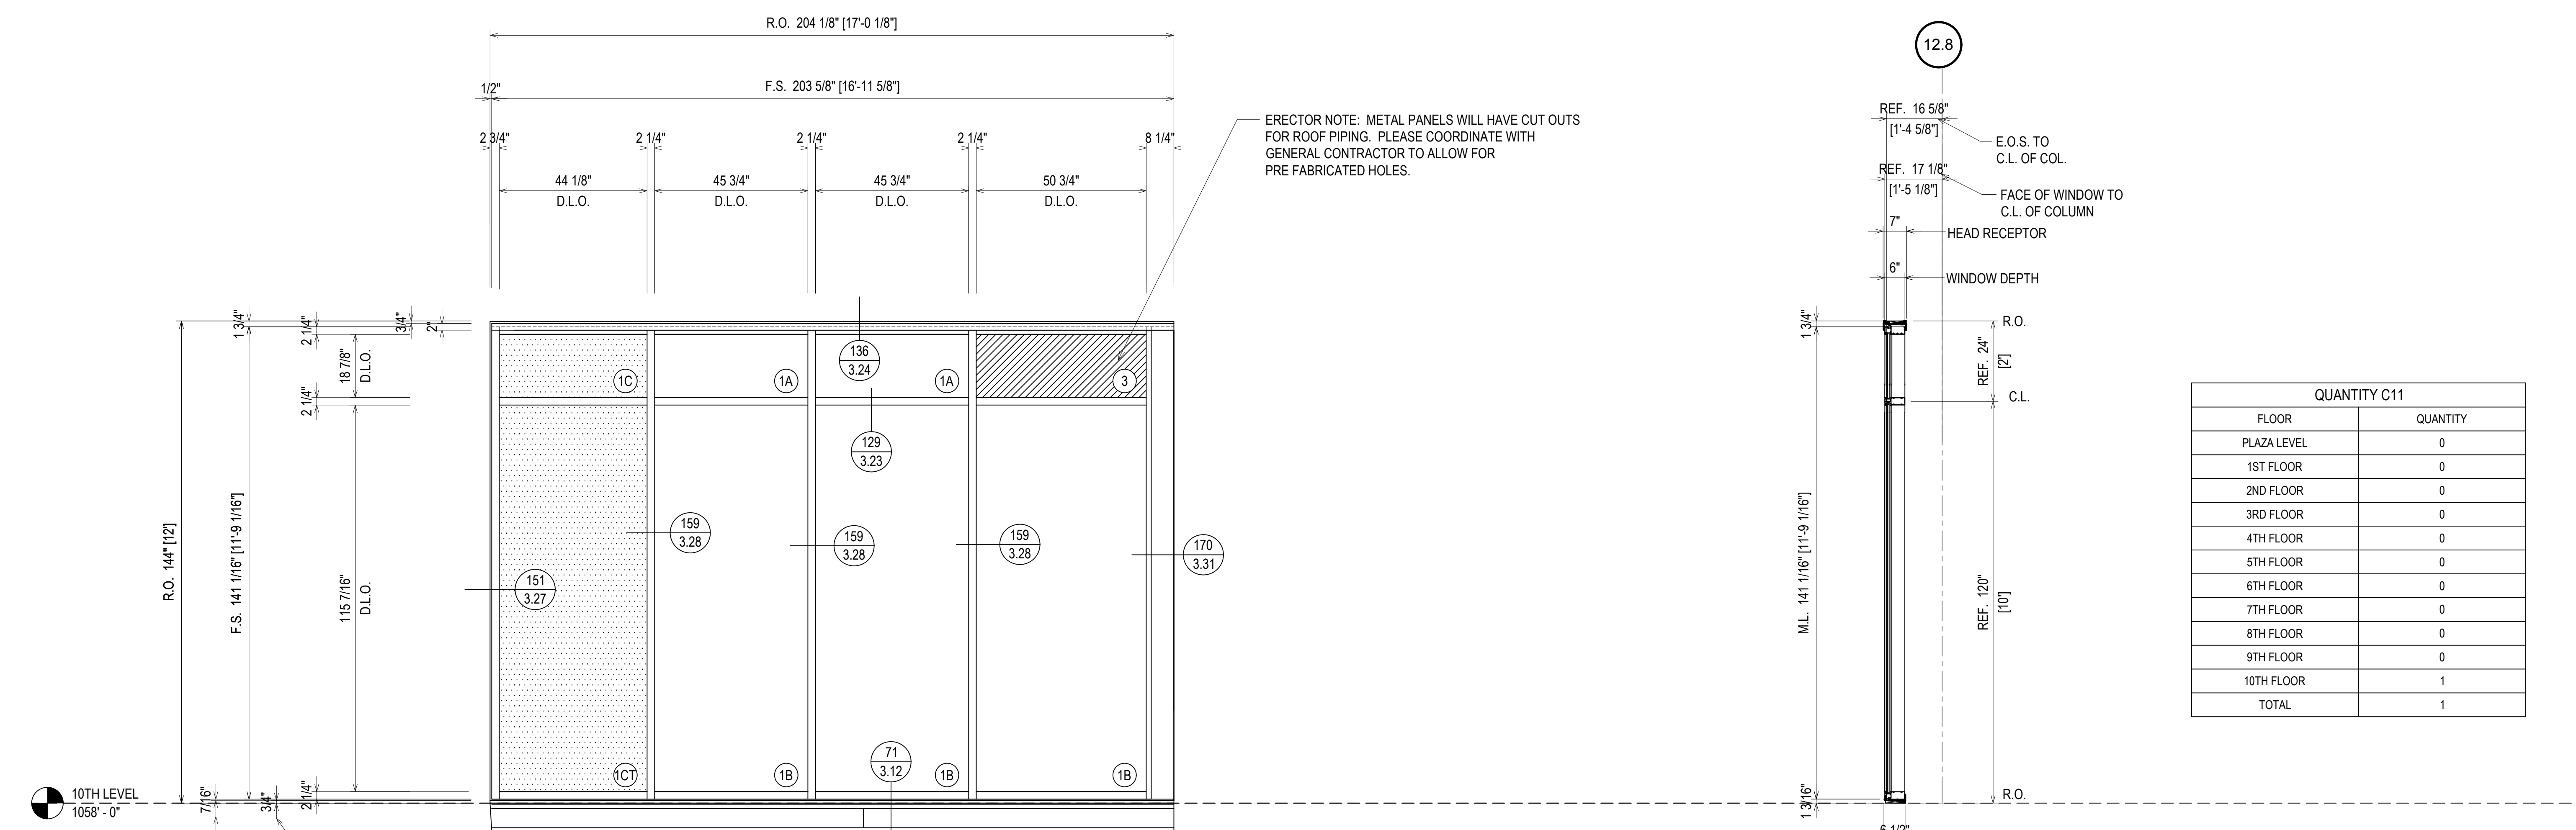 R.O. 204 1/8" [17'-0 1/8"]
F.S. 203 5/8" [16'-11 5/8"]
1/2"
2 3/4"
2 1/4"
2 1/4"
2 1/4"
8 1/4"
44 1/8"
D.L.O.
45 3/4"
D.L.O.
45 3/4"
D.L.O.
50 3/4"
D.L.O.
ERECTOR NOTE: METAL PANELS WILL HAVE CUT OUTS
FOR ROOF PIPING. PLEASE COORDINATE WITH
GENERAL CONTRACTOR TO ALLOW FOR
PRE FABRICATED HOLES.
R.O. 144" [12']
F.S. 141 1/16" [11'-9 1/16"]
1 3/4"
2 1/4"
3/4"
2"
18 7/8"
D.L.O.
2 1/4"
115 7/16"
D.L.O.
2 1/4"
3/4"
7/16"
10TH LEVEL
1058' - 0"
1C
1A
1A
3
136
3.24
129
3.23
159
3.28
159
3.28
159
3.28
170
3.31
151
3.27
71
3.12
1CT
1B
1B
1B
12.8
REF. 16 5/8"
[1'-4 5/8"]
E.O.S. TO
C.L. OF COL.
REF. 17 1/8"
[1'-5 1/8"]
FACE OF WINDOW TO
C.L. OF COLUMN
7"
HEAD RECEPTOR
6"
WINDOW DEPTH
1 3/4"
R.O.
REF. 24"
[2']
C.L.
M.L. 141 1/16" [11'-9 1/16"]
REF. 120"
[10']
1 3/16"
R.O.
6 1/2"
QUANTITY C11
FLOOR QUANTITY
PLAZA LEVEL 0
1ST FLOOR 0
2ND FLOOR 0
3RD FLOOR 0
4TH FLOOR 0
5TH FLOOR 0
6TH FLOOR 0
7TH FLOOR 0
8TH FLOOR 0
9TH FLOOR 0
10TH FLOOR 1
TOTAL 1